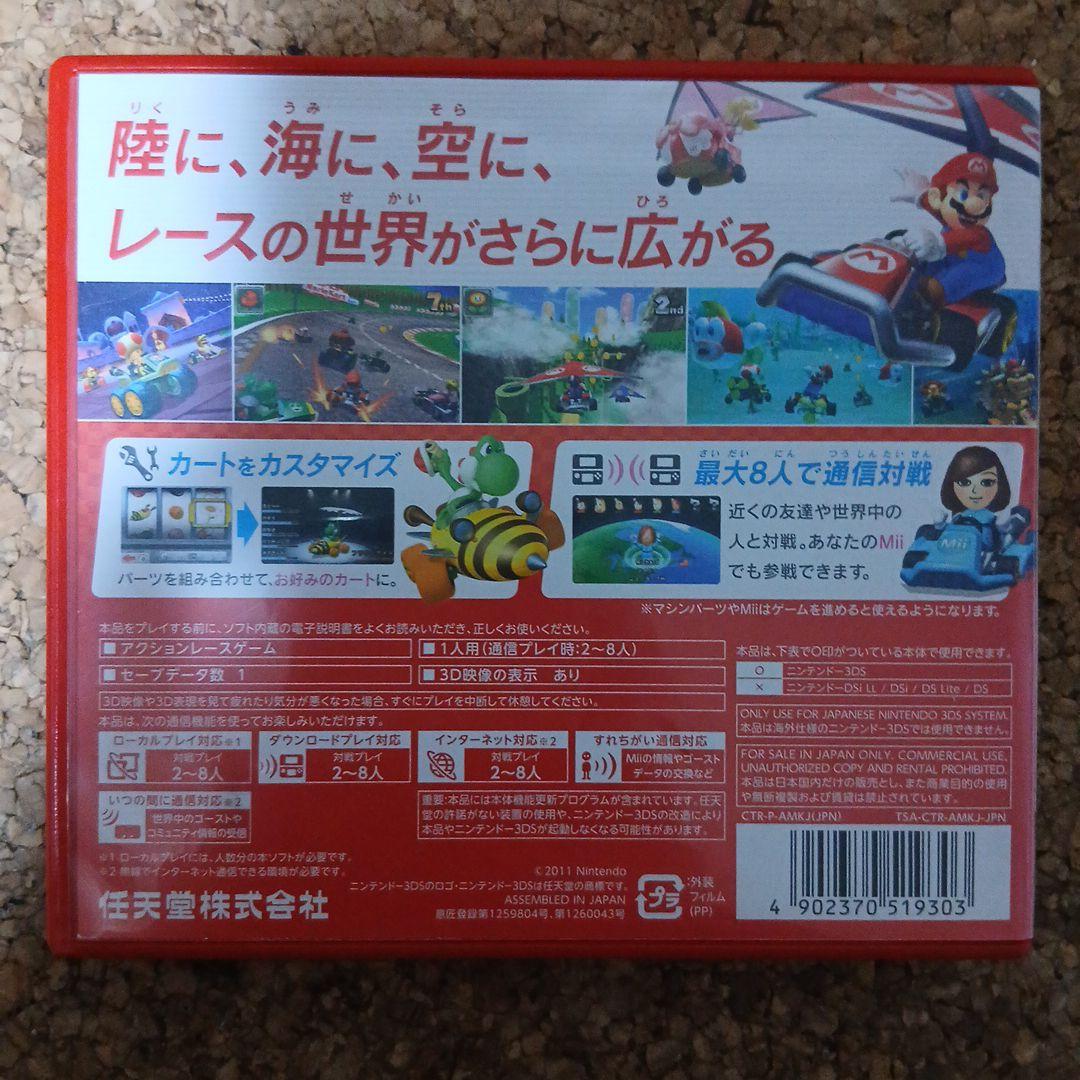 りく うみ そら
陸に、海に、空に、
せ かい ひろ
レースの世界がさらに広がる
7th
2nd
カートをカスタマイズ
パーツを組み合わせて、お好みのカートに。
さいだい にん つうしんたいせん
最大8人で通信対戦
近くの友達や世界中の
人と対戦。あなたのMii
でも参戦できます。
Mii
※マシンパーツやMiiはゲームを進めると使えるようになります。
本品をプレイする前に、ソフト内蔵の電子説明書をよくお読みいただき、正しくお使いください。
■アクションレースゲーム
■1人用(通信プレイ時:2〜8人)
■セーブデータ数 1
■3D映像の表示 あり
3D映像や3D表現を見て疲れたり気分が悪くなった場合、すぐにプレイを中断して休憩してください。
本品は、次の通信機能を使ってお楽しみいただけます。
ローカルプレイ対応※1
対戦プレイ
2〜8人
ダウンロードプレイ対応
対戦プレイ
2〜8人
インターネット対応※2
対戦プレイ
2〜8人
すれちがい通信対応
Miiの情報やゴースト
データの交換など
いつの間に通信対応※2
世界中のゴーストや
コミュニティ情報の受信
重要:本品には本体機能更新プログラムが含まれています。任天
堂の許諾がない装置の使用や、ニンテンドー3DSの改造により
本品やニンテンドー3DSが起動しなくなる可能性があります。
※1 ローカルプレイには、人数分の本ソフトが必要です。
※2 無線でインターネット通信できる環境が必要です。
任天堂株式会社
©2011 Nintendo
ニンテンドー3DSのロゴ・ニンテンドー3DSは任天堂の商標です。
ASSEMBLED IN JAPAN
意匠登録第1259804号、第1260043号
プラ
:外装
フィルム
(PP)
本品は、下表で○印がついている本体で使用できます。
○ ニンテンドー3DS
× ニンテンドーDSi LL / DSi / DS Lite / DS
ONLY USE FOR JAPANESE NINTENDO 3DS SYSTEM.
本品は海外仕様のニンテンドー3DSでは使用できません。
FOR SALE IN JAPAN ONLY. COMMERCIAL USE,
UNAUTHORIZED COPY AND RENTAL PROHIBITED.
本品は日本国内だけの販売とし、また商業目的の使用
や無断複製および賃貸は禁止されています。
CTR-P-AMKJ(JPN) TSA-CTR-AMKJ-JPN
4 902370 519303